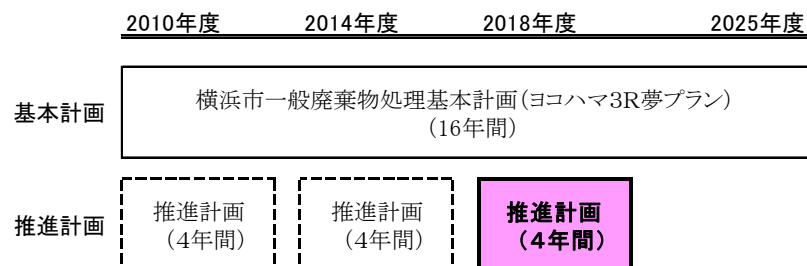 2010年度 2014年度 2018年度 2025年度
基本計画
横浜市一般廃棄物処理基本計画(ヨコハマ3R夢プラン)
(16年間)
推進計画
推進計画
(4年間)
推進計画
(4年間)
推進計画
(4年間)